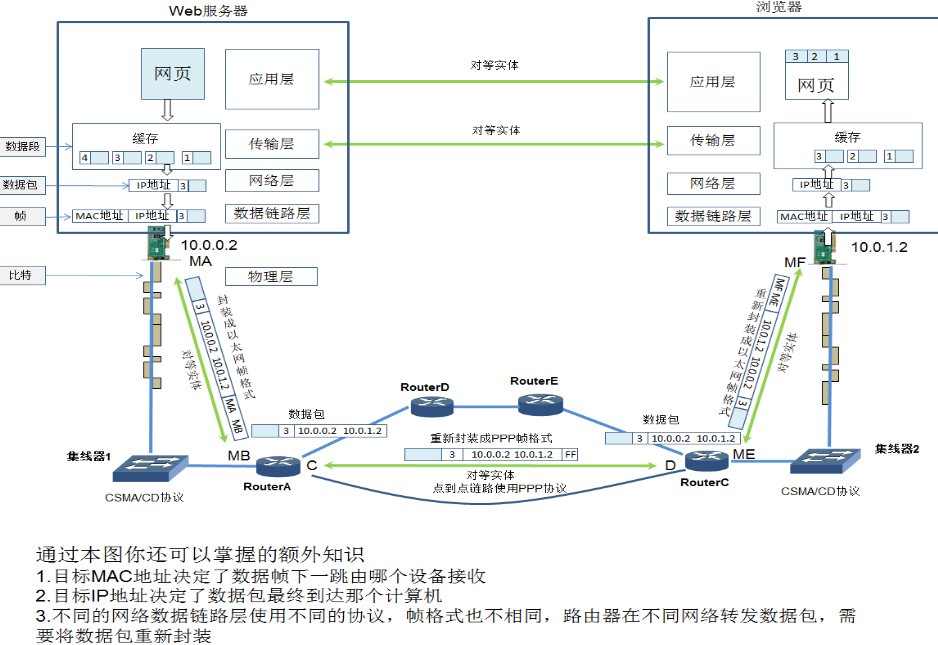 Web服务器
浏览器
网页
应用层
对等实体
应用层
3 2 1
网页
缓存
4 3 2 1
传输层
对等实体
传输层
缓存
3 2 1
数据段
数据包
IP地址 3
网络层
网络层
IP地址 3
帧
MAC地址 IP地址 3
数据链路层
数据链路层
MAC地址 IP地址 3
10.0.0.2
MA
10.0.1.2
MF
比特
物理层
3 10.0.0.2 10.0.1.2 MA MB
封装成以太网帧格式
对等实体
重新封装成以太网帧格式
MF ME 10.0.1.2 10.0.0.2 3
对等实体
RouterD
RouterE
数据包
3 10.0.0.2 10.0.1.2
数据包
3 10.0.0.2 10.0.1.2
重新封装成PPP帧格式
3 10.0.0.2 10.0.1.2 FF
集线器1
MB
C
D
ME
集线器2
对等实体
点到点链路使用PPP协议
RouterA
RouterC
CSMA/CD协议
CSMA/CD协议
通过本图你还可以掌握的额外知识
1.目标MAC地址决定了数据帧下一跳由哪个设备接收
2.目标IP地址决定了数据包最终到达那个计算机
3.不同的网络数据链路层使用不同的协议，帧格式也不相同，路由器在不同网络转发数据包，需
要将数据包重新封装